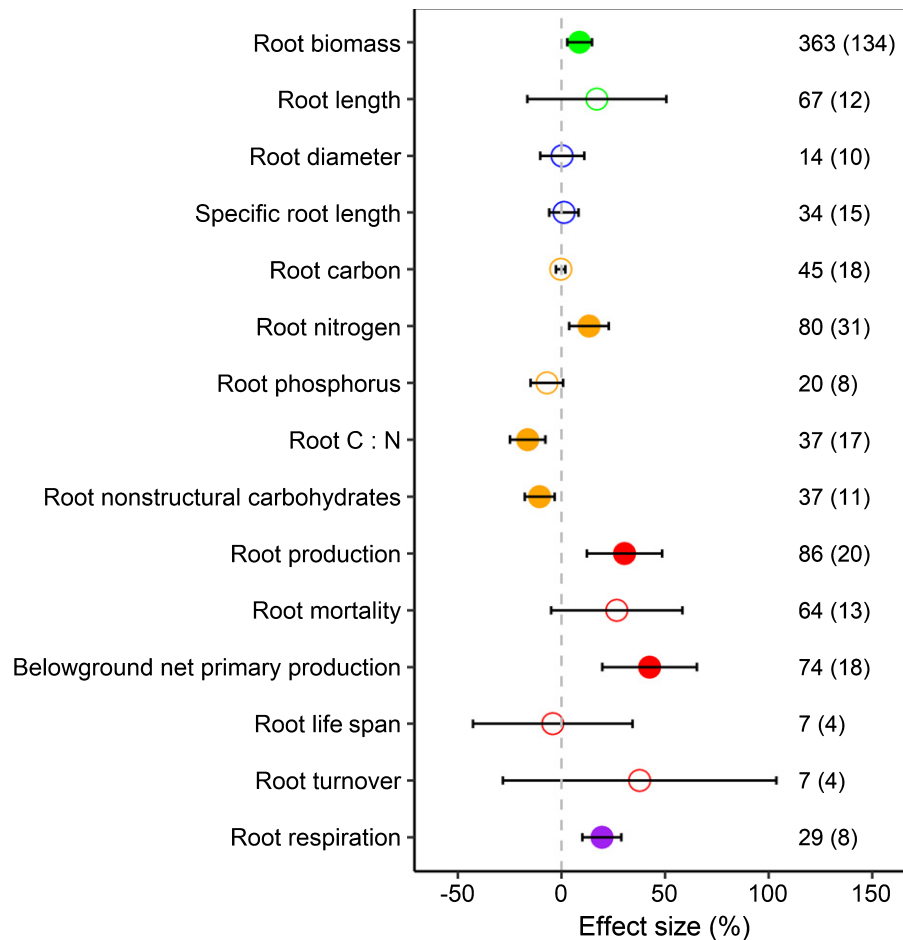 Root biomass 363 (134)
Root length 67 (12)
Root diameter 14 (10)
Specific root length 34 (15)
Root carbon 45 (18)
Root nitrogen 80 (31)
Root phosphorus 20 (8)
Root C : N 37 (17)
Root nonstructural carbohydrates 37 (11)
Root production 86 (20)
Root mortality 64 (13)
Belowground net primary production 74 (18)
Root life span 7 (4)
Root turnover 7 (4)
Root respiration 29 (8)
-50 0 50 100 150
Effect size (%)